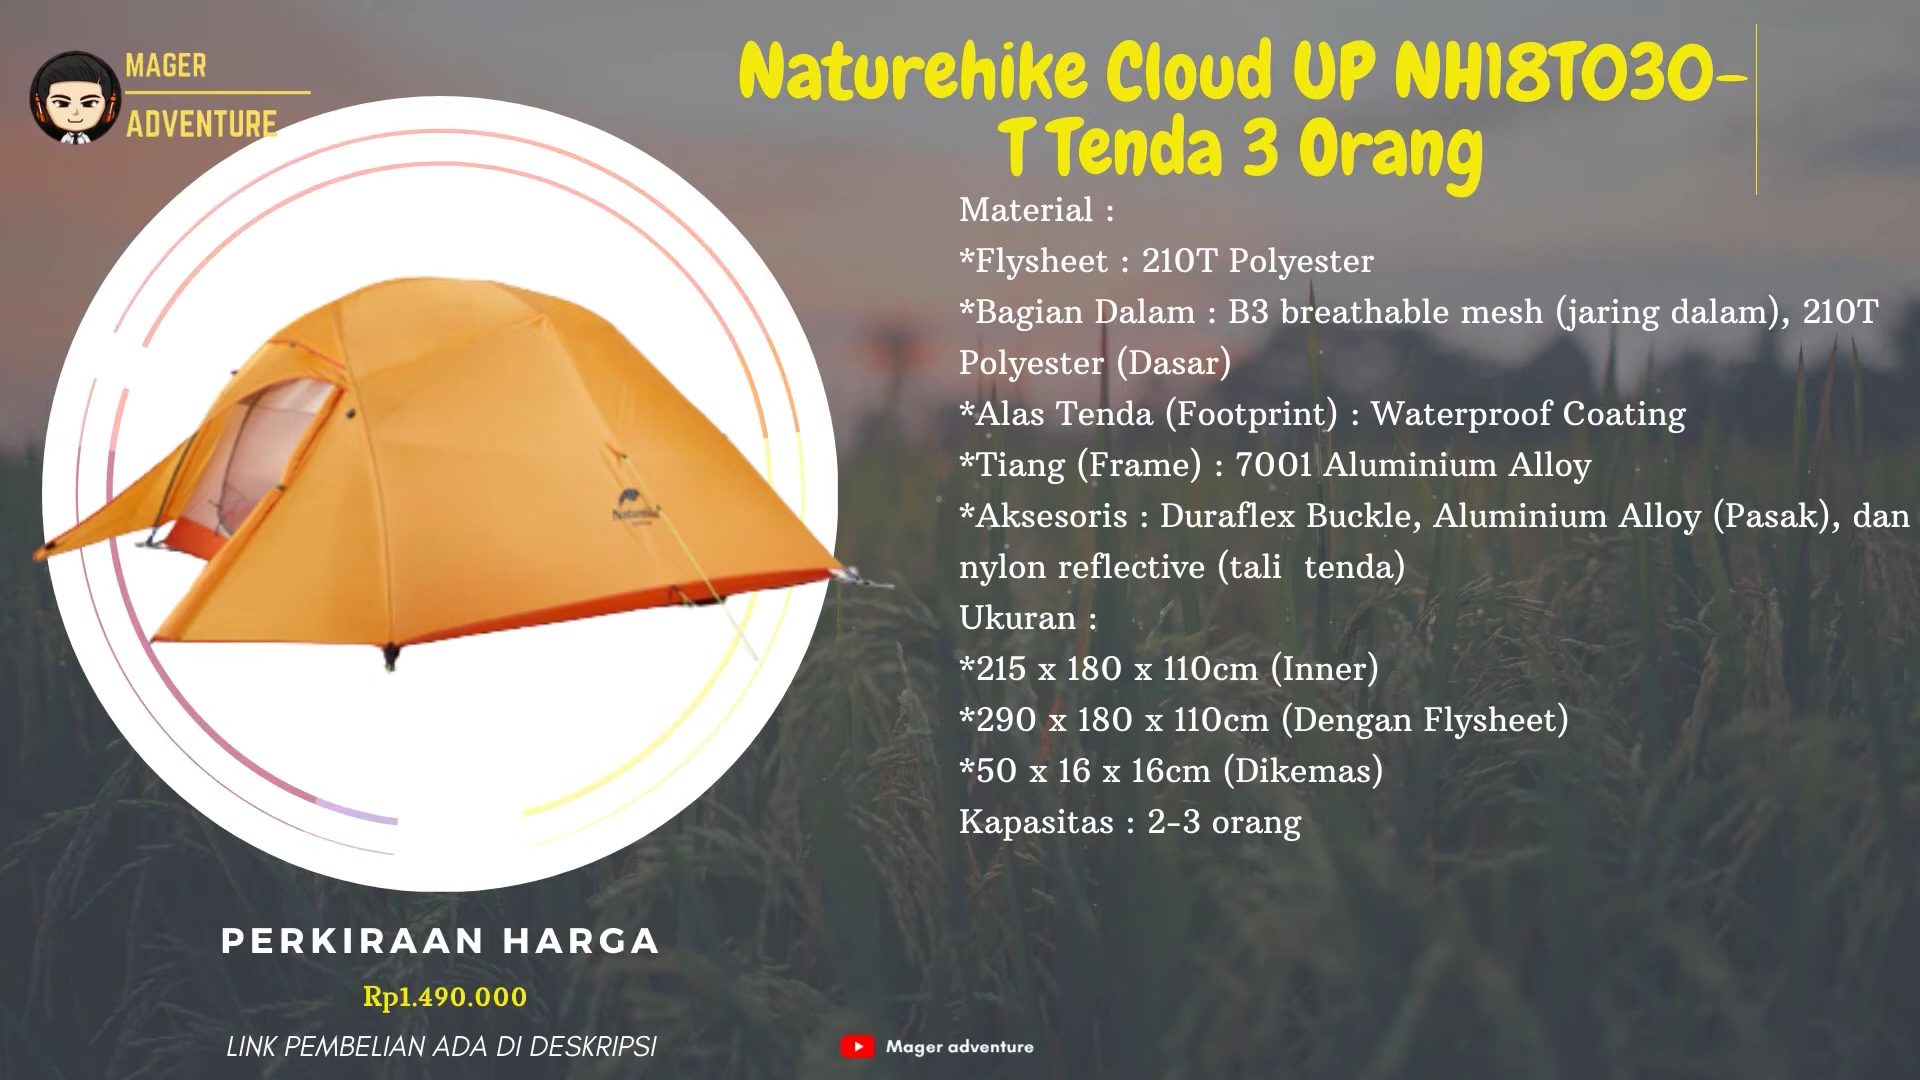 MAGER
ADVENTURE
Naturehike Cloud UP NH18T030-
T Tenda 3 Orang
Material :
*Flysheet : 210T Polyester
*Bagian Dalam : B3 breathable mesh (jaring dalam), 210T
Polyester (Dasar)
*Alas Tenda (Footprint) : Waterproof Coating
*Tiang (Frame) : 7001 Aluminium Alloy
*Aksesoris : Duraflex Buckle, Aluminium Alloy (Pasak), dan
nylon reflective (tali  tenda)
Ukuran :
*215 x 180 x 110cm (Inner)
*290 x 180 x 110cm (Dengan Flysheet)
*50 x 16 x 16cm (Dikemas)
Kapasitas : 2-3 orang
PERKIRAAN HARGA
Rp1.490.000
LINK PEMBELIAN ADA DI DESKRIPSI
Mager adventure